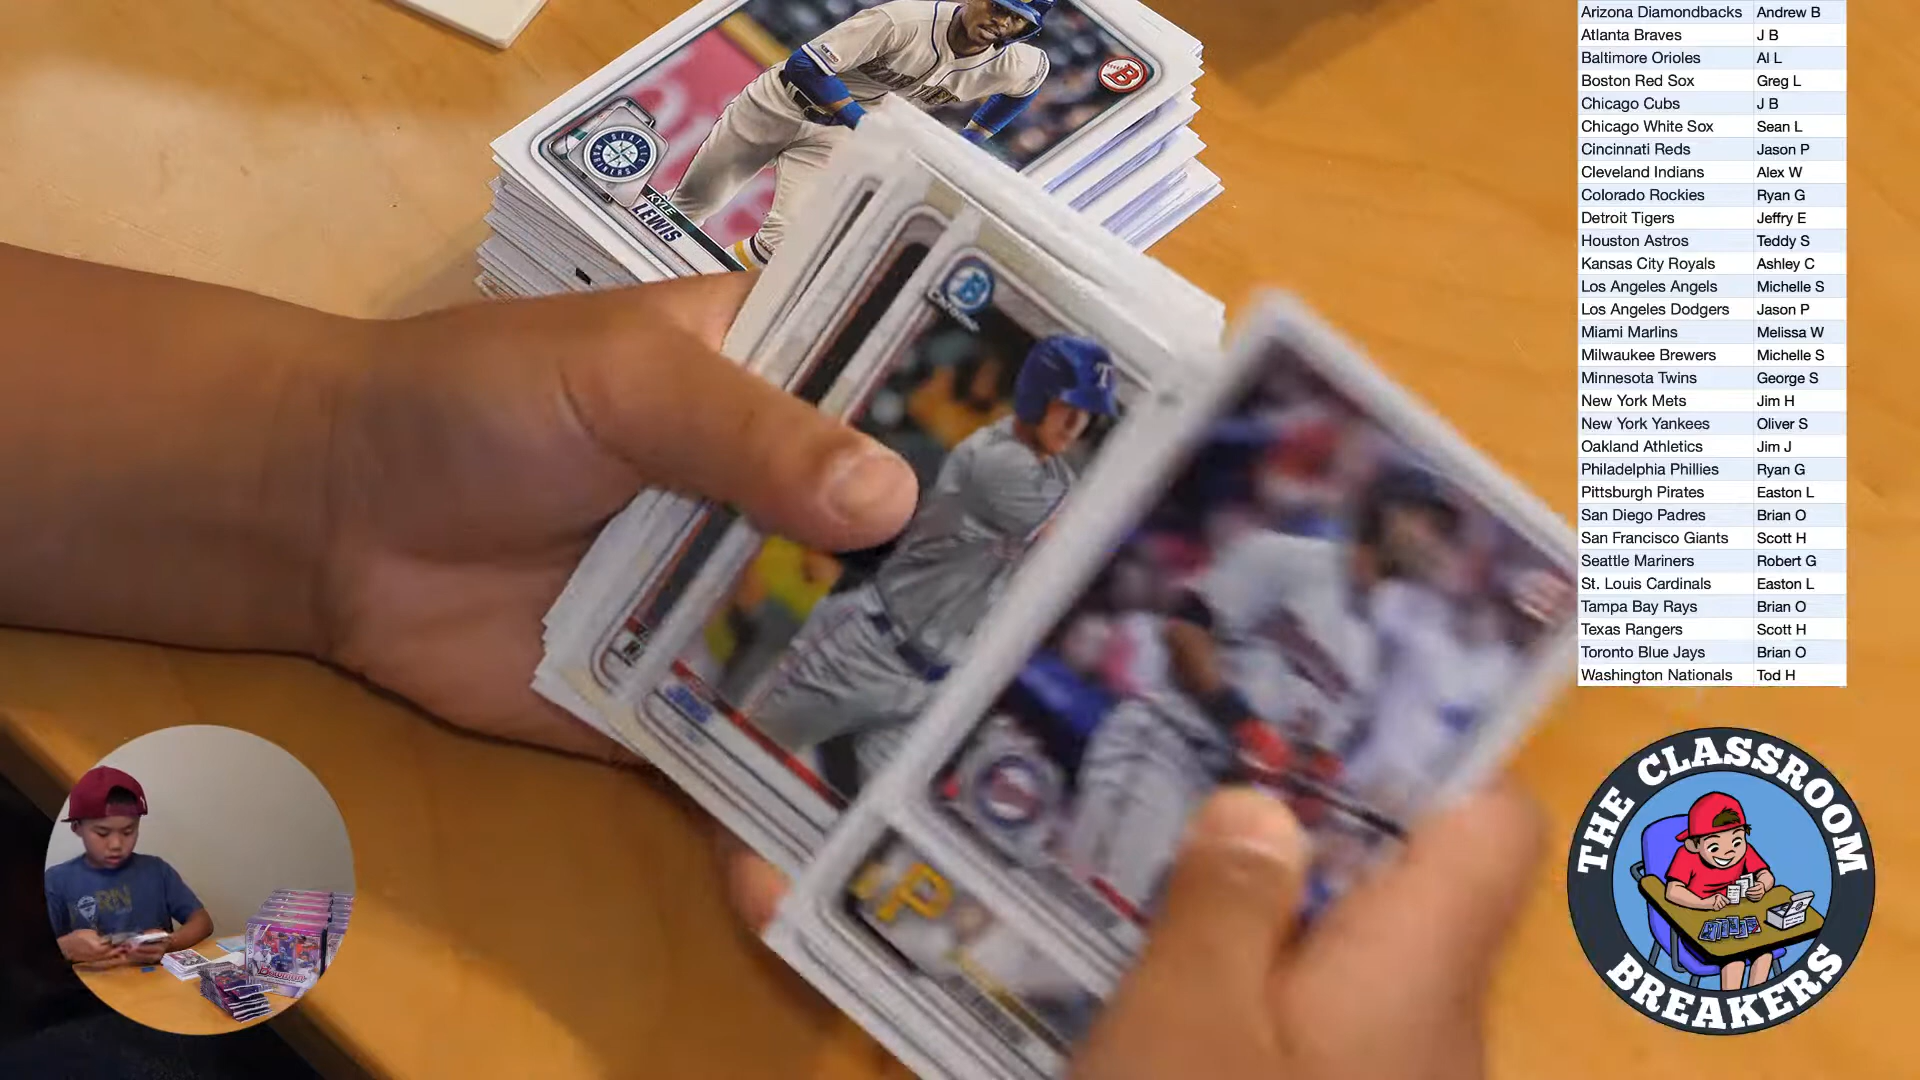 Arizona Diamondbacks Andrew B
Atlanta Braves J B
Baltimore Orioles Al L
Boston Red Sox Greg L
Chicago Cubs J B
Chicago White Sox Sean L
Cincinnati Reds Jason P
Cleveland Indians Alex W
Colorado Rockies Ryan G
Detroit Tigers Jeffry E
Houston Astros Teddy S
Kansas City Royals Ashley C
Los Angeles Angels Michelle S
Los Angeles Dodgers Jason P
Miami Marlins Melissa W
Milwaukee Brewers Michelle S
Minnesota Twins George S
New York Mets Jim H
New York Yankees Oliver S
Oakland Athletics Jim J
Philadelphia Phillies Ryan G
Pittsburgh Pirates Easton L
San Diego Padres Brian O
San Francisco Giants Scott H
Seattle Mariners Robert G
St. Louis Cardinals Easton L
Tampa Bay Rays Brian O
Texas Rangers Scott H
Toronto Blue Jays Brian O
Washington Nationals Tod H
B
SEATTLE
MARINERS
KYLE
LEWIS
B
T
P
Bowman
THE CLASSROOM
BREAKERS